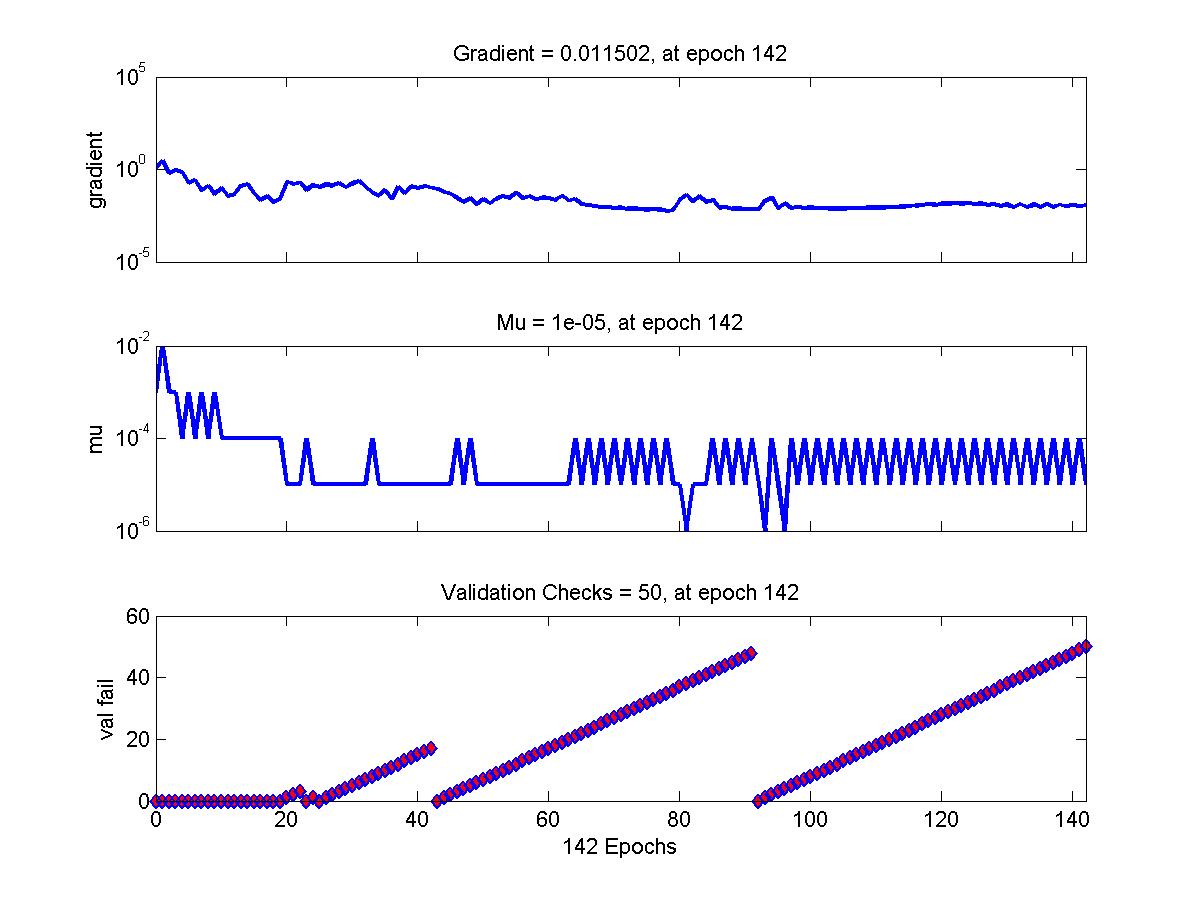 Gradient = 0.011502, at epoch 142
10^5
10^0
10^-5
gradient
Mu = 1e-05, at epoch 142
10^-2
10^-4
10^-6
mu
Validation Checks = 50, at epoch 142
60
40
20
0
val fail
0 20 40 60 80 100 120 140
142 Epochs